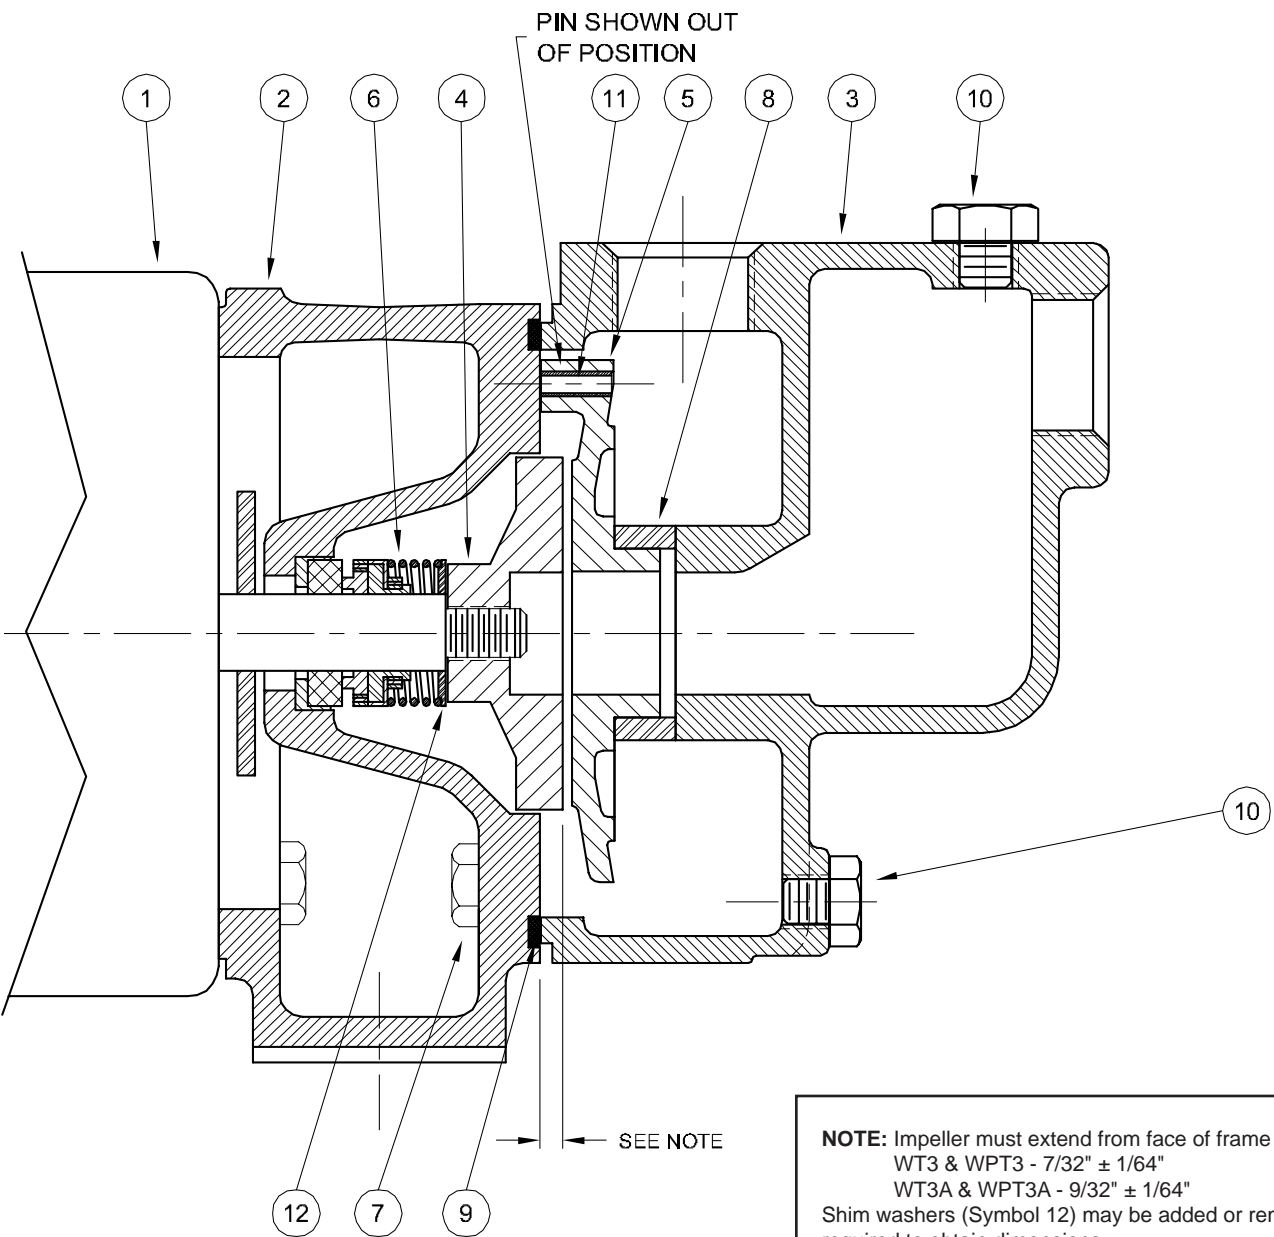 PIN SHOWN OUT
OF POSITION
1 2 6 4 11 5 8 3 10
10
SEE NOTE
12 7 9
NOTE: Impeller must extend from face of frame
WT3 & WPT3 - 7/32" ± 1/64"
WT3A & WPT3A - 9/32" ± 1/64"
Shim washers (Symbol 12) may be added or